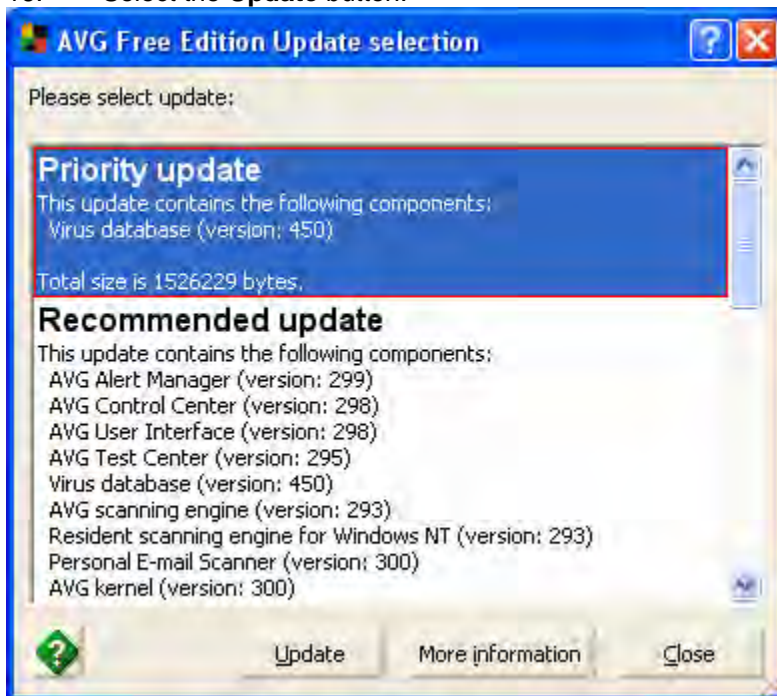 Select the Update button.
AVG Free Edition Update selection
Please select update:
Priority update
This update contains the following components:
Virus database (version: 450)
Total size is 1526229 bytes.
Recommended update
This update contains the following components:
AVG Alert Manager (version: 299)
AVG Control Center (version: 298)
AVG User Interface (version: 298)
AVG Test Center (version: 295)
Virus database (version: 450)
AVG scanning engine (version: 293)
Resident scanning engine for Windows NT (version: 293)
Personal E-mail Scanner (version: 300)
AVG kernel (version: 300)
Update
More information
Close